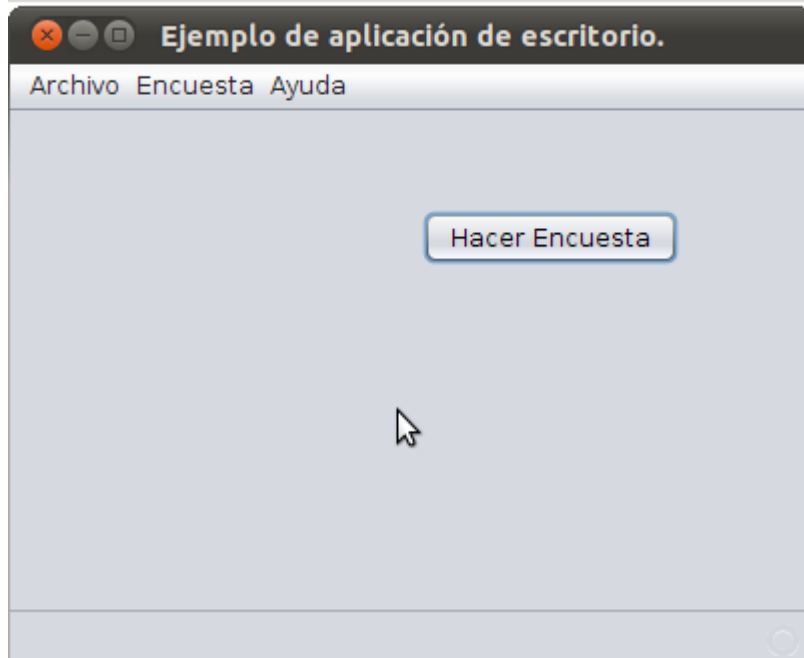 Ejemplo de aplicación de escritorio.
Archivo Encuesta Ayuda
Hacer Encuesta